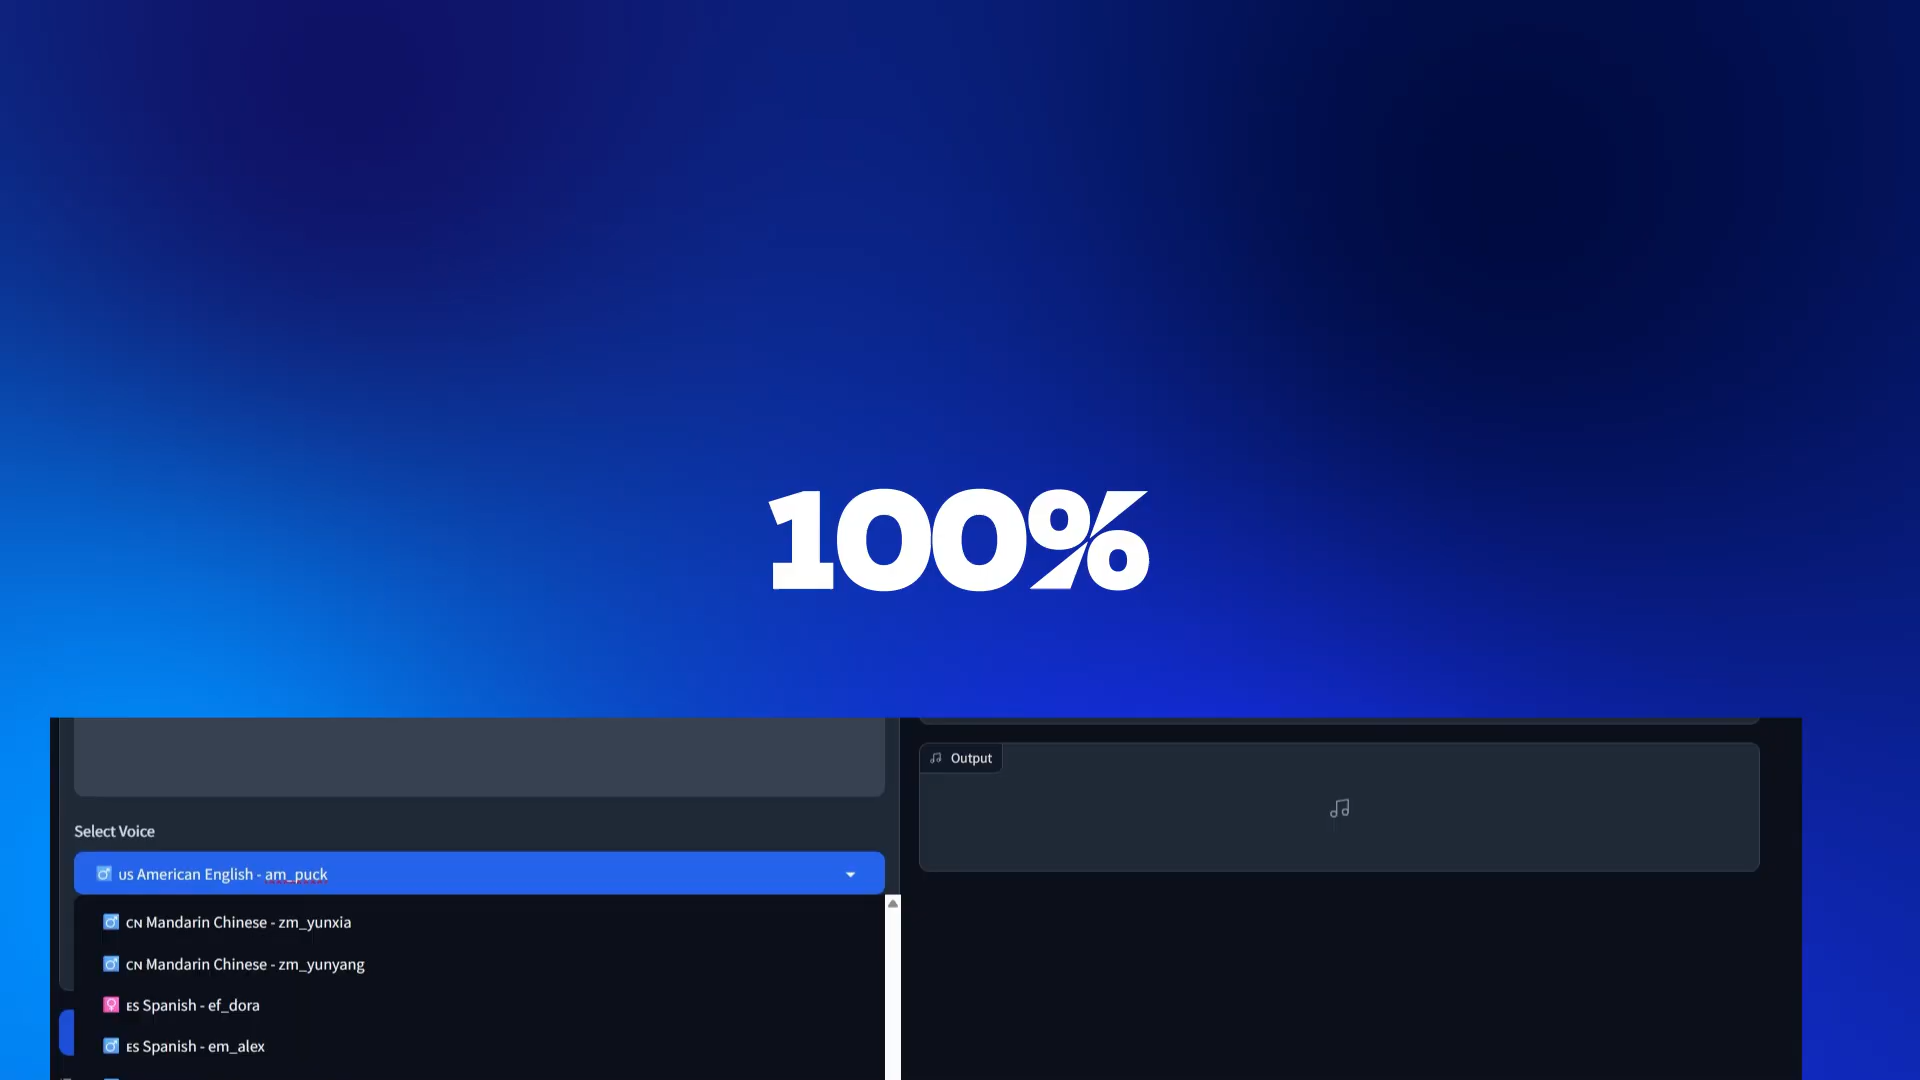 100%
Output
Select Voice
us American English - am_puck
CN Mandarin Chinese - zm_yunxia
CN Mandarin Chinese - zm_yunyang
ES Spanish - ef_dora
ES Spanish - em_alex